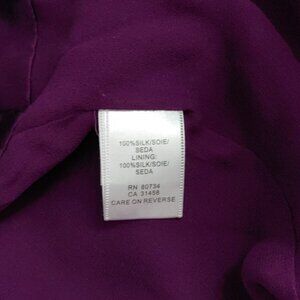 100%SILK/SOIE/
SEDA
LINING:
100%SILK/SOIE/
SEDA
RN 80734
CA 31458
CARE ON REVERSE